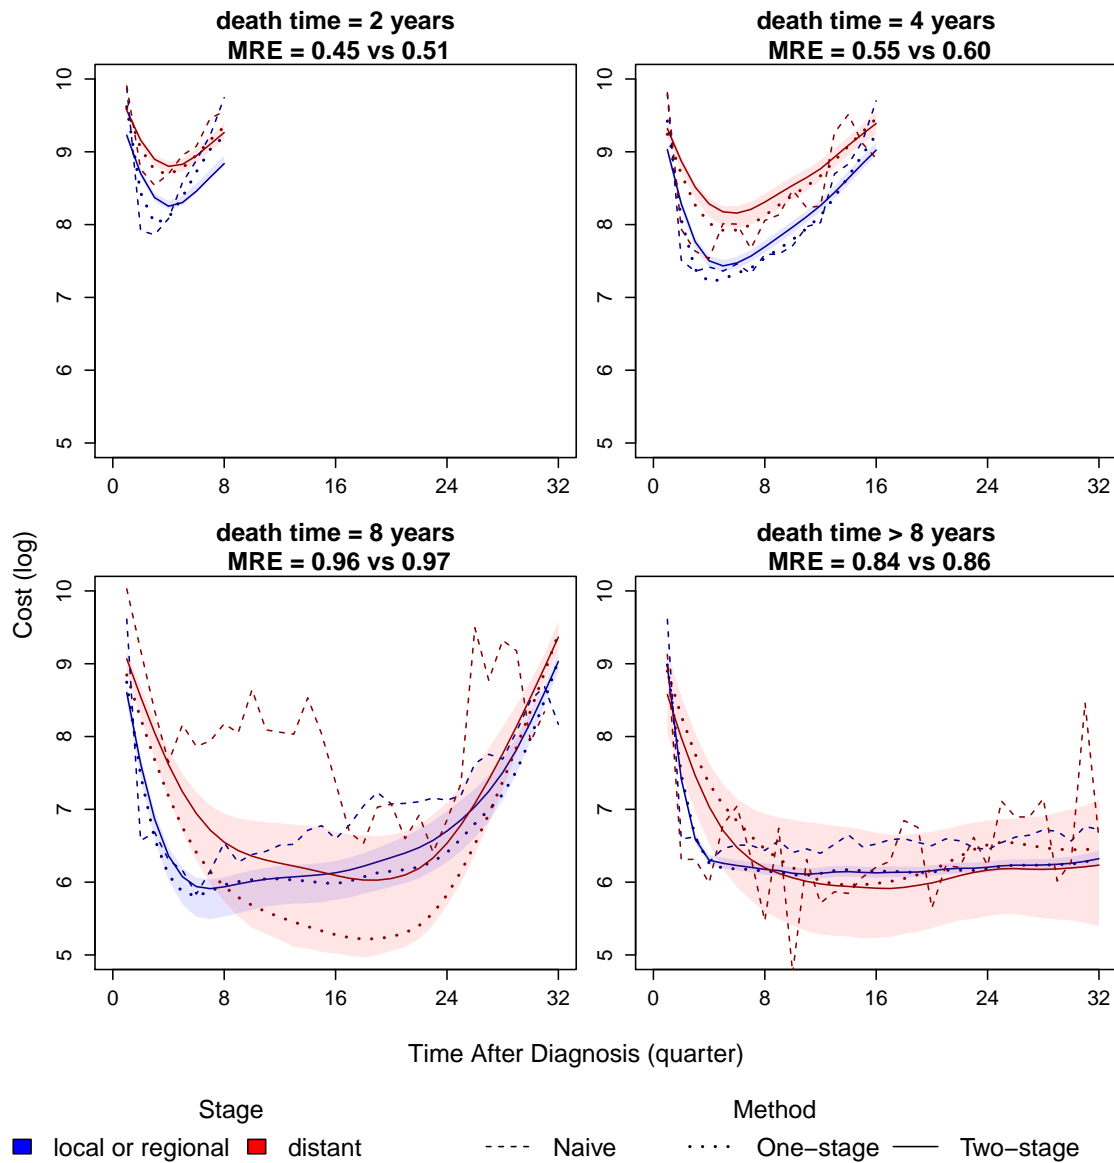 death time = 2 years
MRE = 0.45 vs 0.51
death time = 4 years
MRE = 0.55 vs 0.60
10
9
8
7
6
5
0 8 16 24 32
10
9
8
7
6
5
0 8 16 24 32
death time = 8 years
MRE = 0.96 vs 0.97
death time > 8 years
MRE = 0.84 vs 0.86
Cost (log)
10
9
8
7
6
5
0 8 16 24 32
10
9
8
7
6
5
0 8 16 24 32
Time After Diagnosis (quarter)
Stage
local or regional distant
Method
Naive One−stage Two−stage